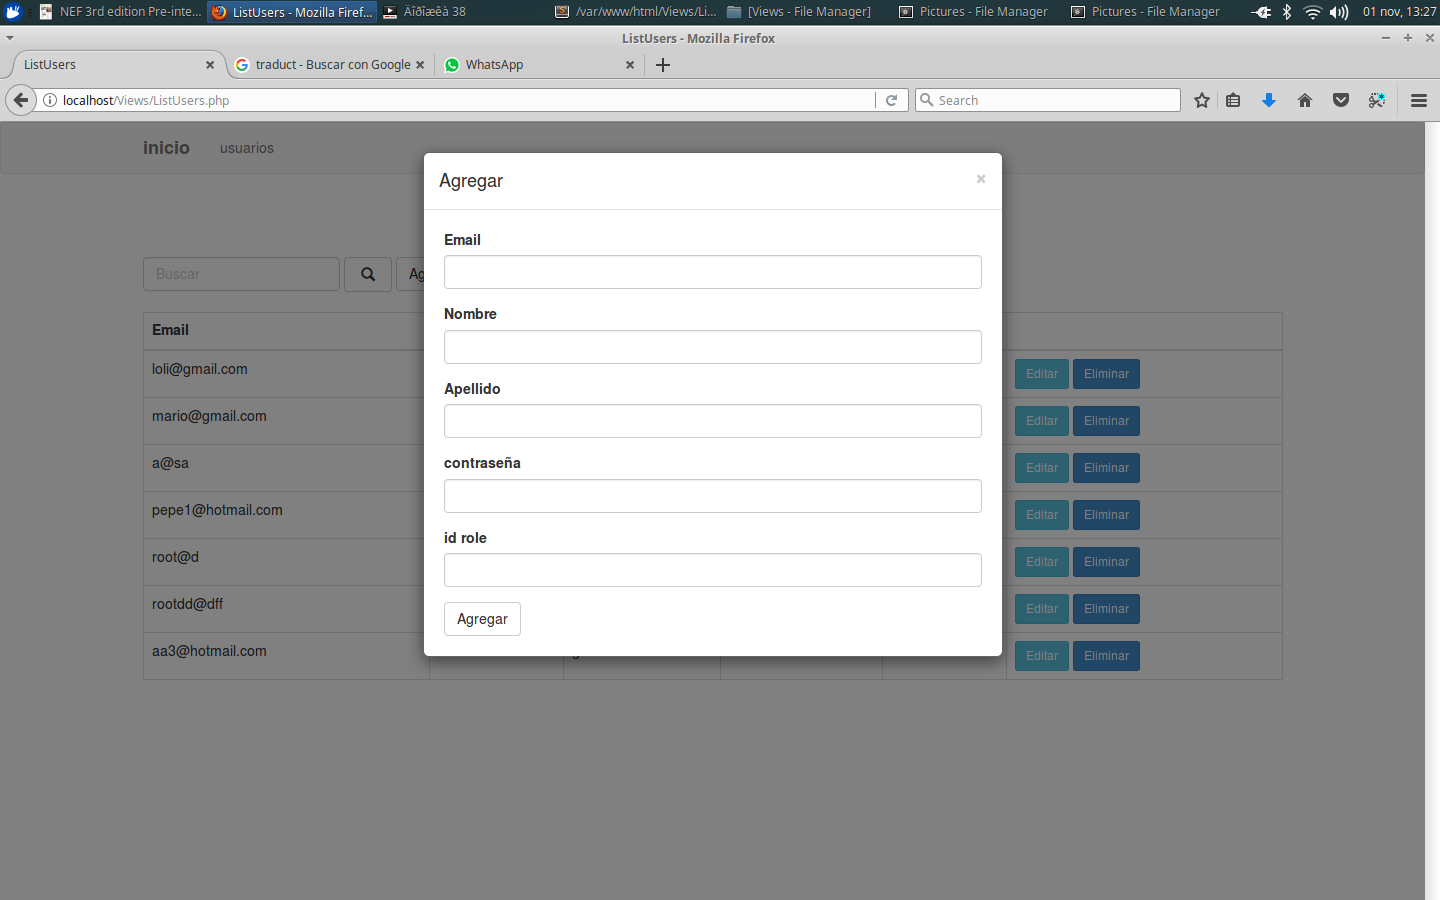 NEF 3rd edition Pre-inte... ListUsers - Mozilla Firef... Äîðîæêà 38 /var/www/html/Views/Li... [Views - File Manager] Pictures - File Manager Pictures - File Manager 01 nov, 13:27
ListUsers - Mozilla Firefox
ListUsers traduct - Buscar con Google WhatsApp
localhost/Views/ListUsers.php Search
inicio usuarios
Agregar ×
Email
Buscar Ag
Nombre
Email
Apellido
loli@gmail.com Editar Eliminar
mario@gmail.com Editar Eliminar
contraseña
a@sa Editar Eliminar
pepe1@hotmail.com Editar Eliminar
id role
root@d Editar Eliminar
rootdd@dff Editar Eliminar
Agregar
aa3@hotmail.com Editar Eliminar